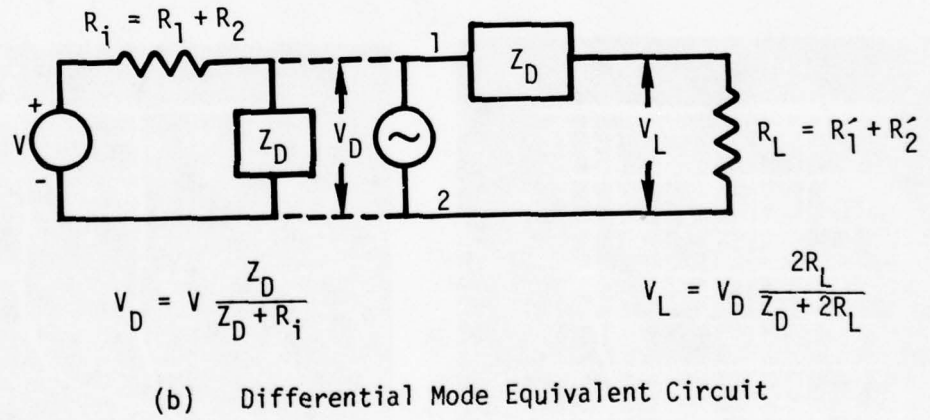 R_i = R_1 + R_2
1
Z_D
+
V
-
Z_D
V_D
~
V_L
R_L = R_1′ + R_2′
2
V_D = V Z_D / (Z_D + R_i)
V_L = V_D 2R_L / (Z_D + 2R_L)
(b) Differential Mode Equivalent Circuit